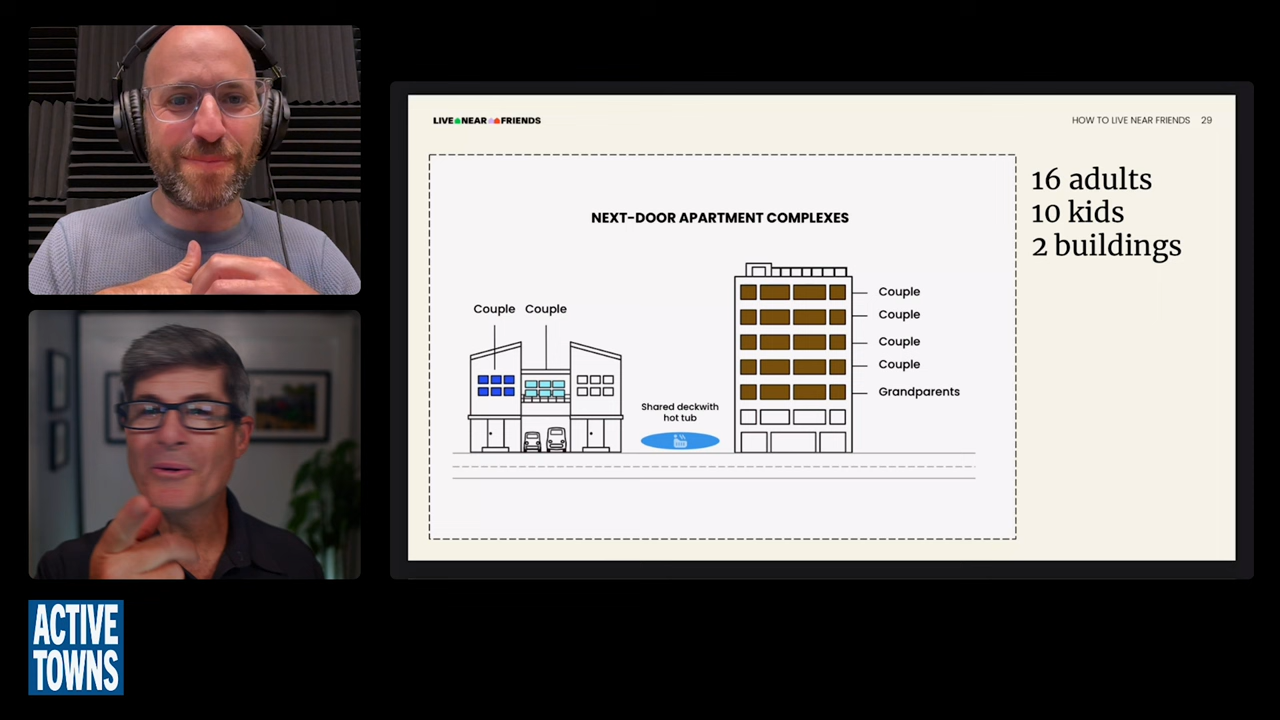 LIVE NEAR FRIENDS
HOW TO LIVE NEAR FRIENDS 29
NEXT-DOOR APARTMENT COMPLEXES
16 adults
10 kids
2 buildings
Couple Couple
Shared deckwith
hot tub
Couple
Couple
Couple
Couple
Grandparents
ACTIVE
TOWNS